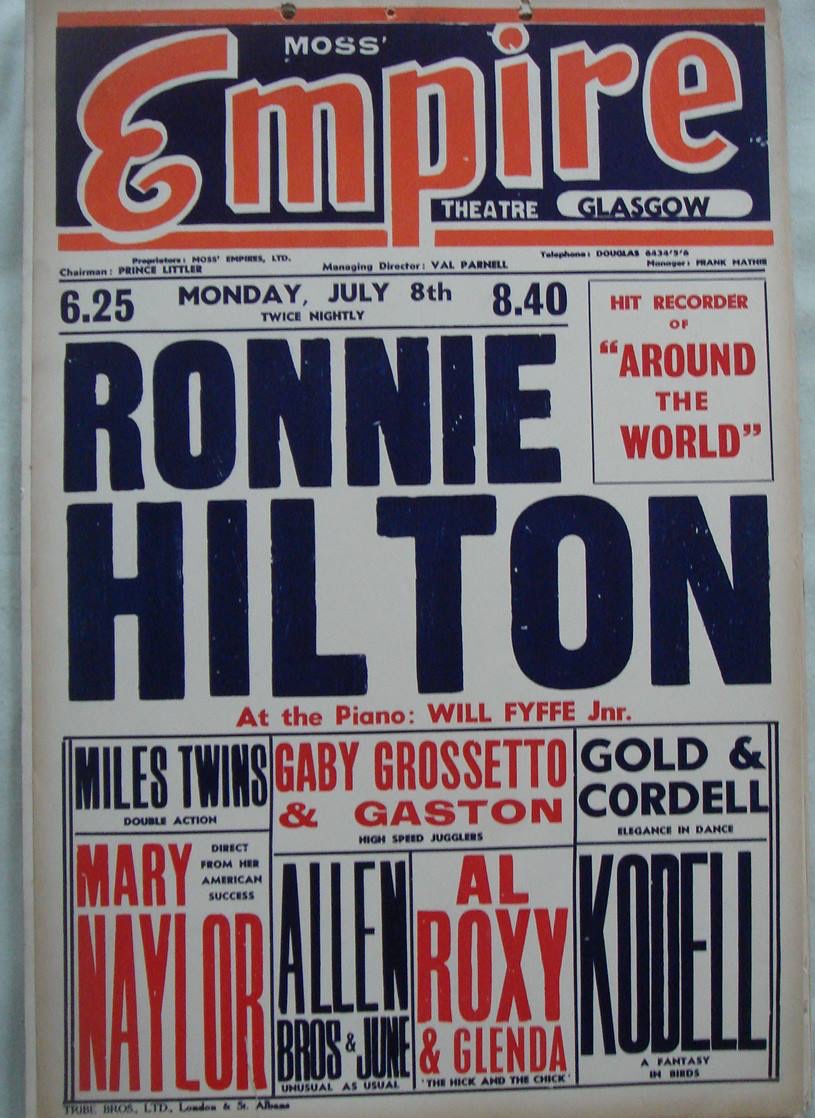 MOSS'
Empire
THEATRE GLASGOW
Proprietors: MOSS' EMPIRES, LTD.
Chairman: PRINCE LITTLER
Managing Director: VAL PARNELL
Telephone: DOUGLAS 6434/5/6
Manager: FRANK MATHIE
6.25 MONDAY, JULY 8th 8.40
TWICE NIGHTLY
HIT RECORDER
OF
"AROUND
THE
WORLD"
RONNIE
HILTON
At the Piano: WILL FYFFE Jnr.
MILES TWINS
DOUBLE ACTION
GABY GROSSETTO
& GASTON
HIGH SPEED JUGGLERS
GOLD &
CORDELL
ELEGANCE IN DANCE
MARY
NAYLOR
DIRECT
FROM HER
AMERICAN
SUCCESS
ALLEN
BROS & JUNE
UNUSUAL AS USUAL
AL
ROXY
& GLENDA
'THE HICK AND THE CHICK'
KODELL
A FANTASY
IN BIRDS
TRIBE BROS., LTD., London & St. Albans